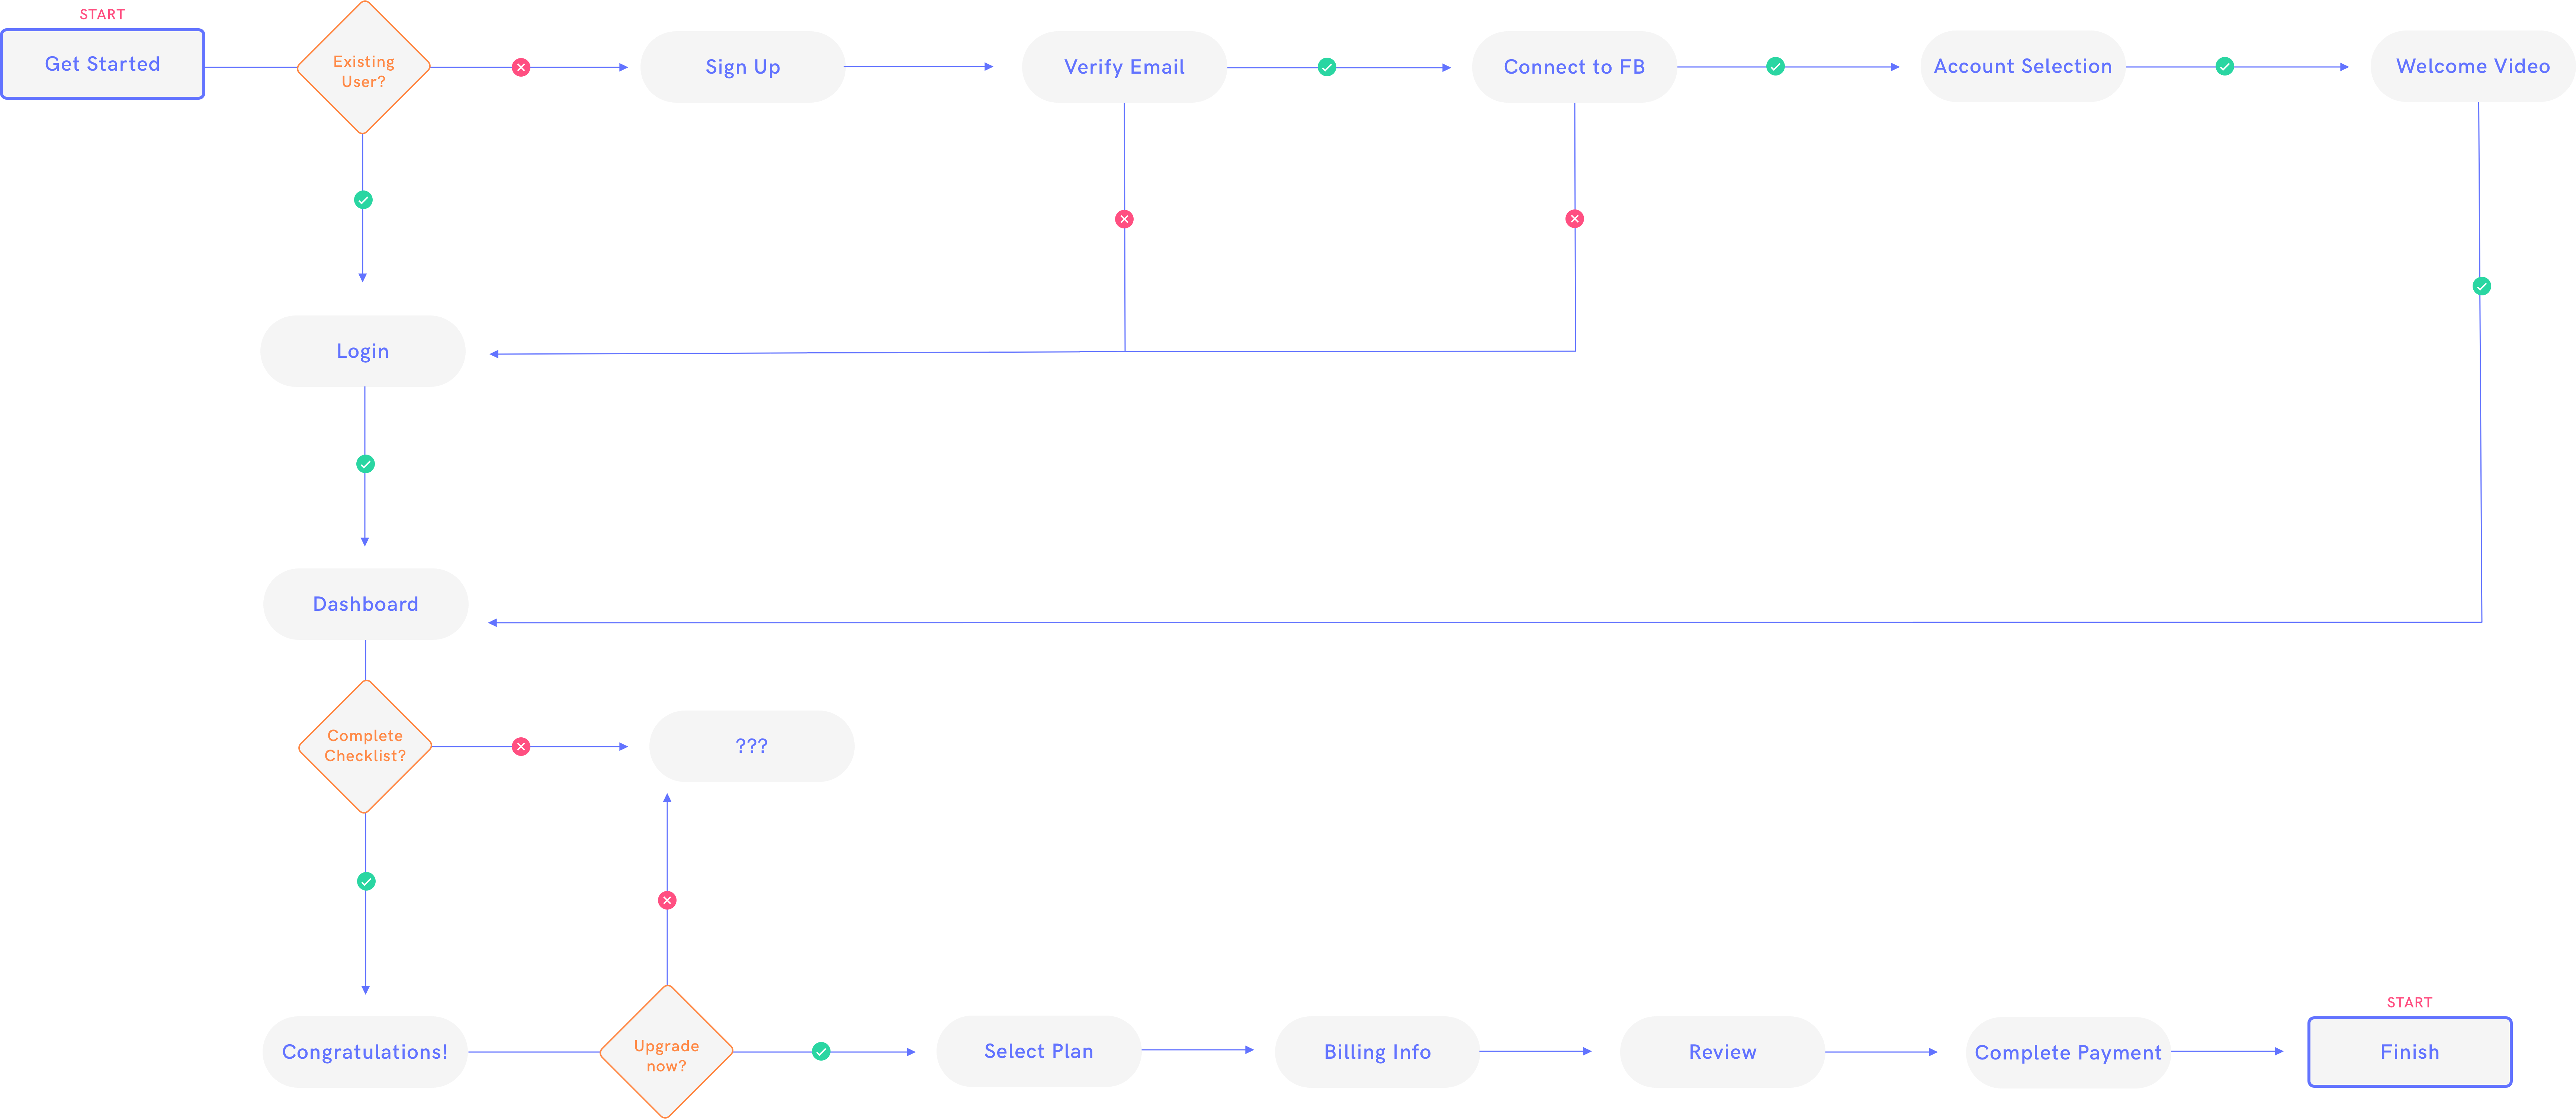 START
Get Started
Existing
User?
Sign Up
Verify Email
Connect to FB
Account Selection
Welcome Video
Login
Dashboard
Complete
Checklist?
???
START
Congratulations!
Upgrade
now?
Select Plan
Billing Info
Review
Complete Payment
Finish